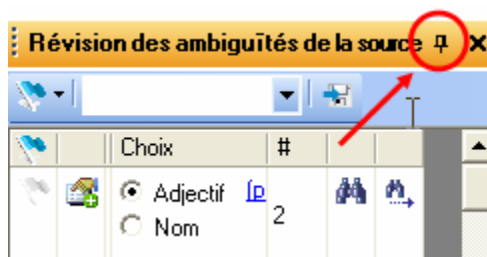 Révision des ambiguïtés de la source
Choix #
Adjectif (p
Nom 2